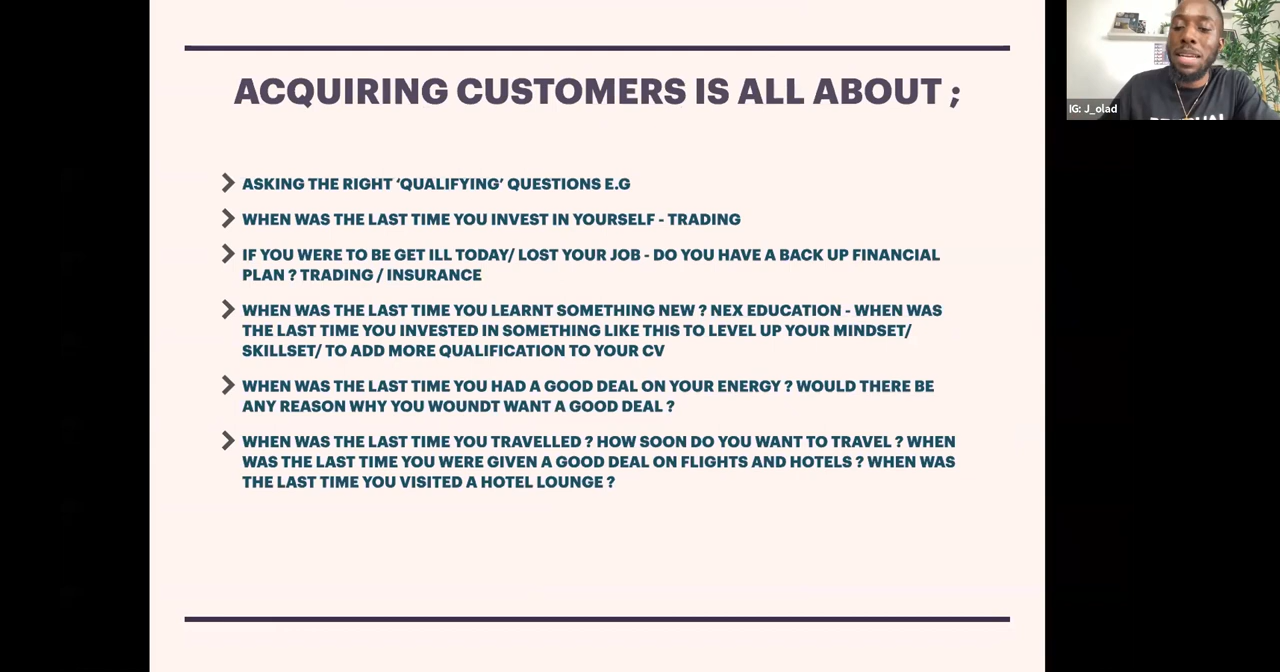 ACQUIRING CUSTOMERS IS ALL ABOUT ;
ASKING THE RIGHT ‘QUALIFYING’ QUESTIONS E.G
WHEN WAS THE LAST TIME YOU INVEST IN YOURSELF - TRADING
IF YOU WERE TO BE GET ILL TODAY/ LOST YOUR JOB - DO YOU HAVE A BACK UP FINANCIAL
PLAN ? TRADING / INSURANCE
WHEN WAS THE LAST TIME YOU LEARNT SOMETHING NEW ? NEX EDUCATION - WHEN WAS
THE LAST TIME YOU INVESTED IN SOMETHING LIKE THIS TO LEVEL UP YOUR MINDSET/
SKILLSET/ TO ADD MORE QUALIFICATION TO YOUR CV
WHEN WAS THE LAST TIME YOU HAD A GOOD DEAL ON YOUR ENERGY ? WOULD THERE BE
ANY REASON WHY YOU WOUNDT WANT A GOOD DEAL ?
WHEN WAS THE LAST TIME YOU TRAVELLED ? HOW SOON DO YOU WANT TO TRAVEL ? WHEN
WAS THE LAST TIME YOU WERE GIVEN A GOOD DEAL ON FLIGHTS AND HOTELS ? WHEN WAS
THE LAST TIME YOU VISITED A HOTEL LOUNGE ?
IG: J_olad